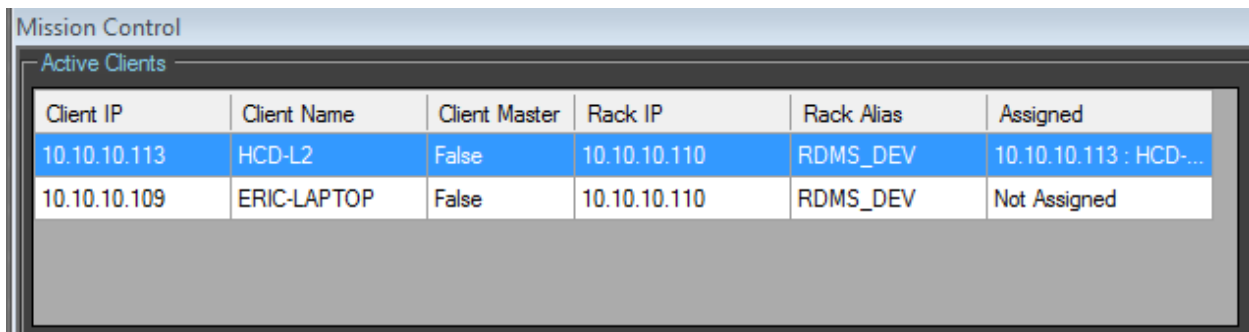 Mission Control
Active Clients
Client IP Client Name Client Master Rack IP Rack Alias Assigned
10.10.10.113 HCD-L2 False 10.10.10.110 RDMS_DEV 10.10.10.113 : HCD-...
10.10.10.109 ERIC-LAPTOP False 10.10.10.110 RDMS_DEV Not Assigned